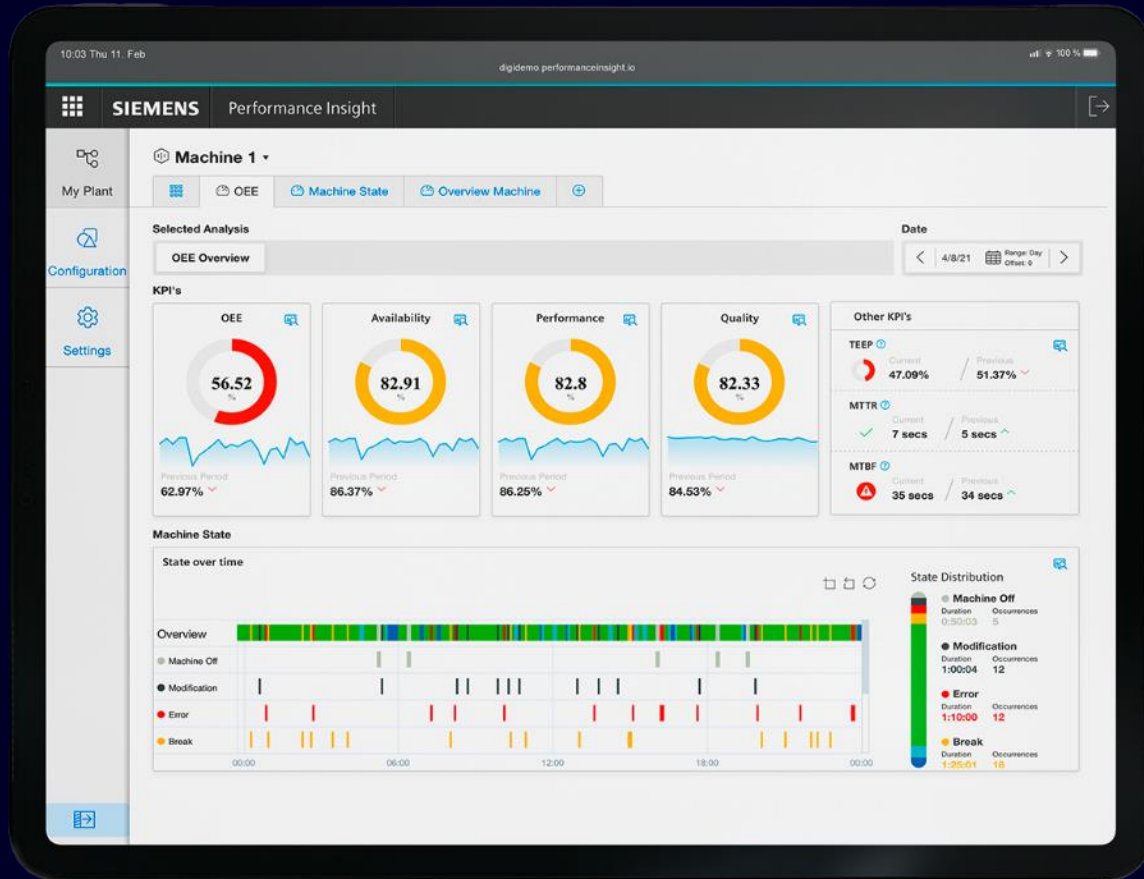 10:03 Thu 11. Feb
100 %
digidemo.performanceinsight.io
SIEMENS Performance Insight
My Plant
Configuration
Settings
Machine 1
OEE Machine State Overview Machine
Selected Analysis
OEE Overview
Date
4/8/21 Range: Day
Offset: 0
KPI's
OEE
56.52
%
Previous Period
62.97%
Availability
82.91
%
Previous Period
86.37%
Performance
82.8
%
Previous Period
86.25%
Quality
82.33
%
Previous Period
84.53%
Other KPI's
TEEP
Current Previous
47.09% / 51.37%
MTTR
Current Previous
7 secs / 5 secs
MTBF
Current Previous
35 secs / 34 secs
Machine State
State over time
Overview
Machine Off
Modification
Error
Break
00:00 06:00 12:00 18:00 00:00
State Distribution
Machine Off
Duration Occurrences
0:50:03 5
Modification
Duration Occurrences
1:00:04 12
Error
Duration Occurrences
1:10:00 12
Break
Duration Occurrences
1:25:01 16